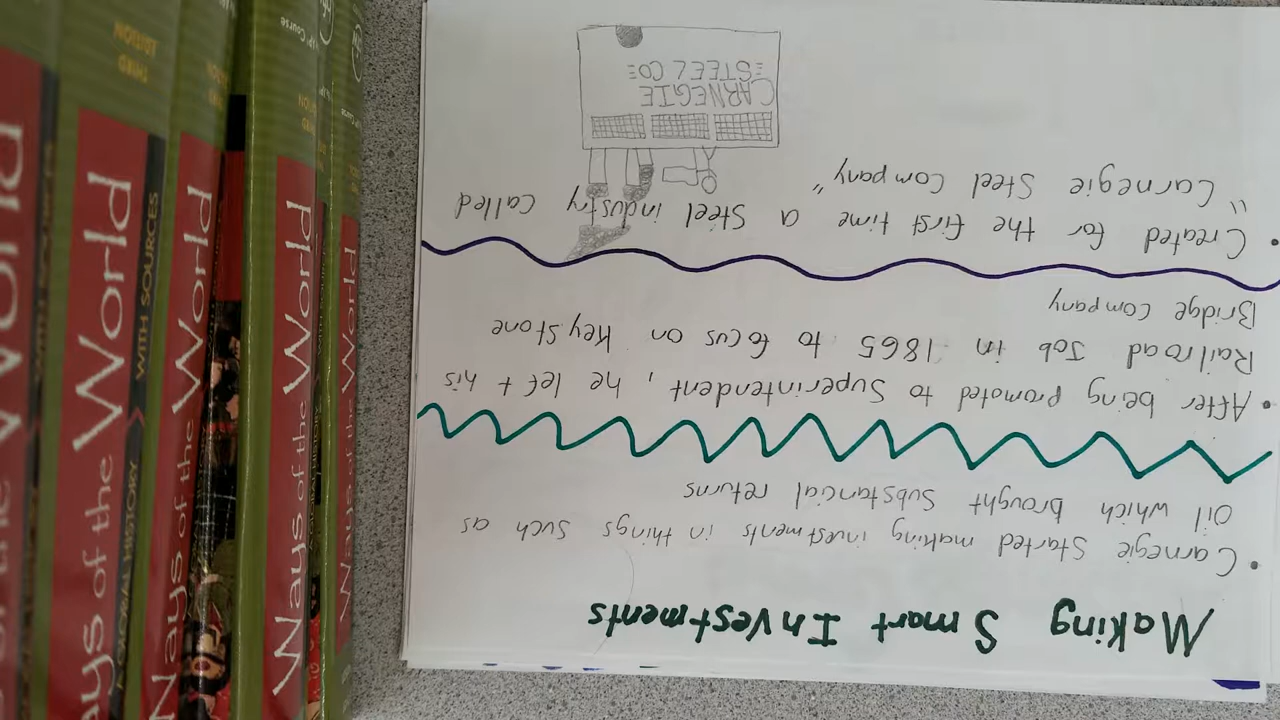 Making Smart Investments
• Carnegie Started making investments in things such as
Oil which brought Substancial returns
• After being Promoted to Superintendent, he left his
Railroad Job in 1865 to focus on Key Stone
Bridge Company
• Created for the first time a Steel industry called
"Carnegie Steel Company"
CARNEGIE
STEEL CO
World
Ways of the World
WITH SOURCES
THIRD
EDITION
Ways of the World
Ways of the World
AP® Course
Ways of the World